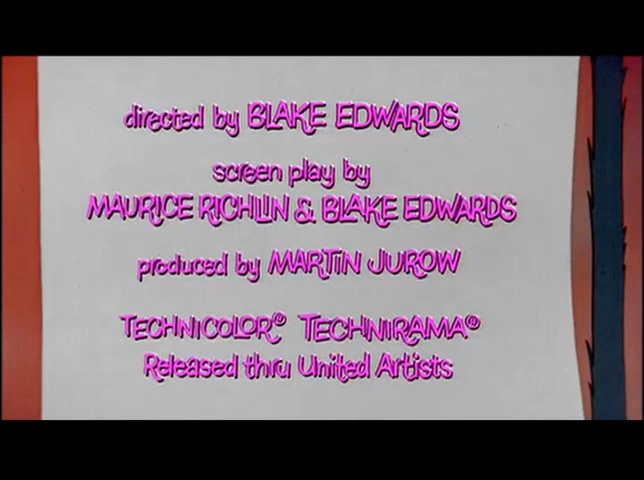 directed by BLAKE EDWARDS
screen play by
MAURICE RICHLIN & BLAKE EDWARDS
produced by MARTIN JUROW
TECHNICOLOR® TECHNIRAMA®
Released thru United Artists